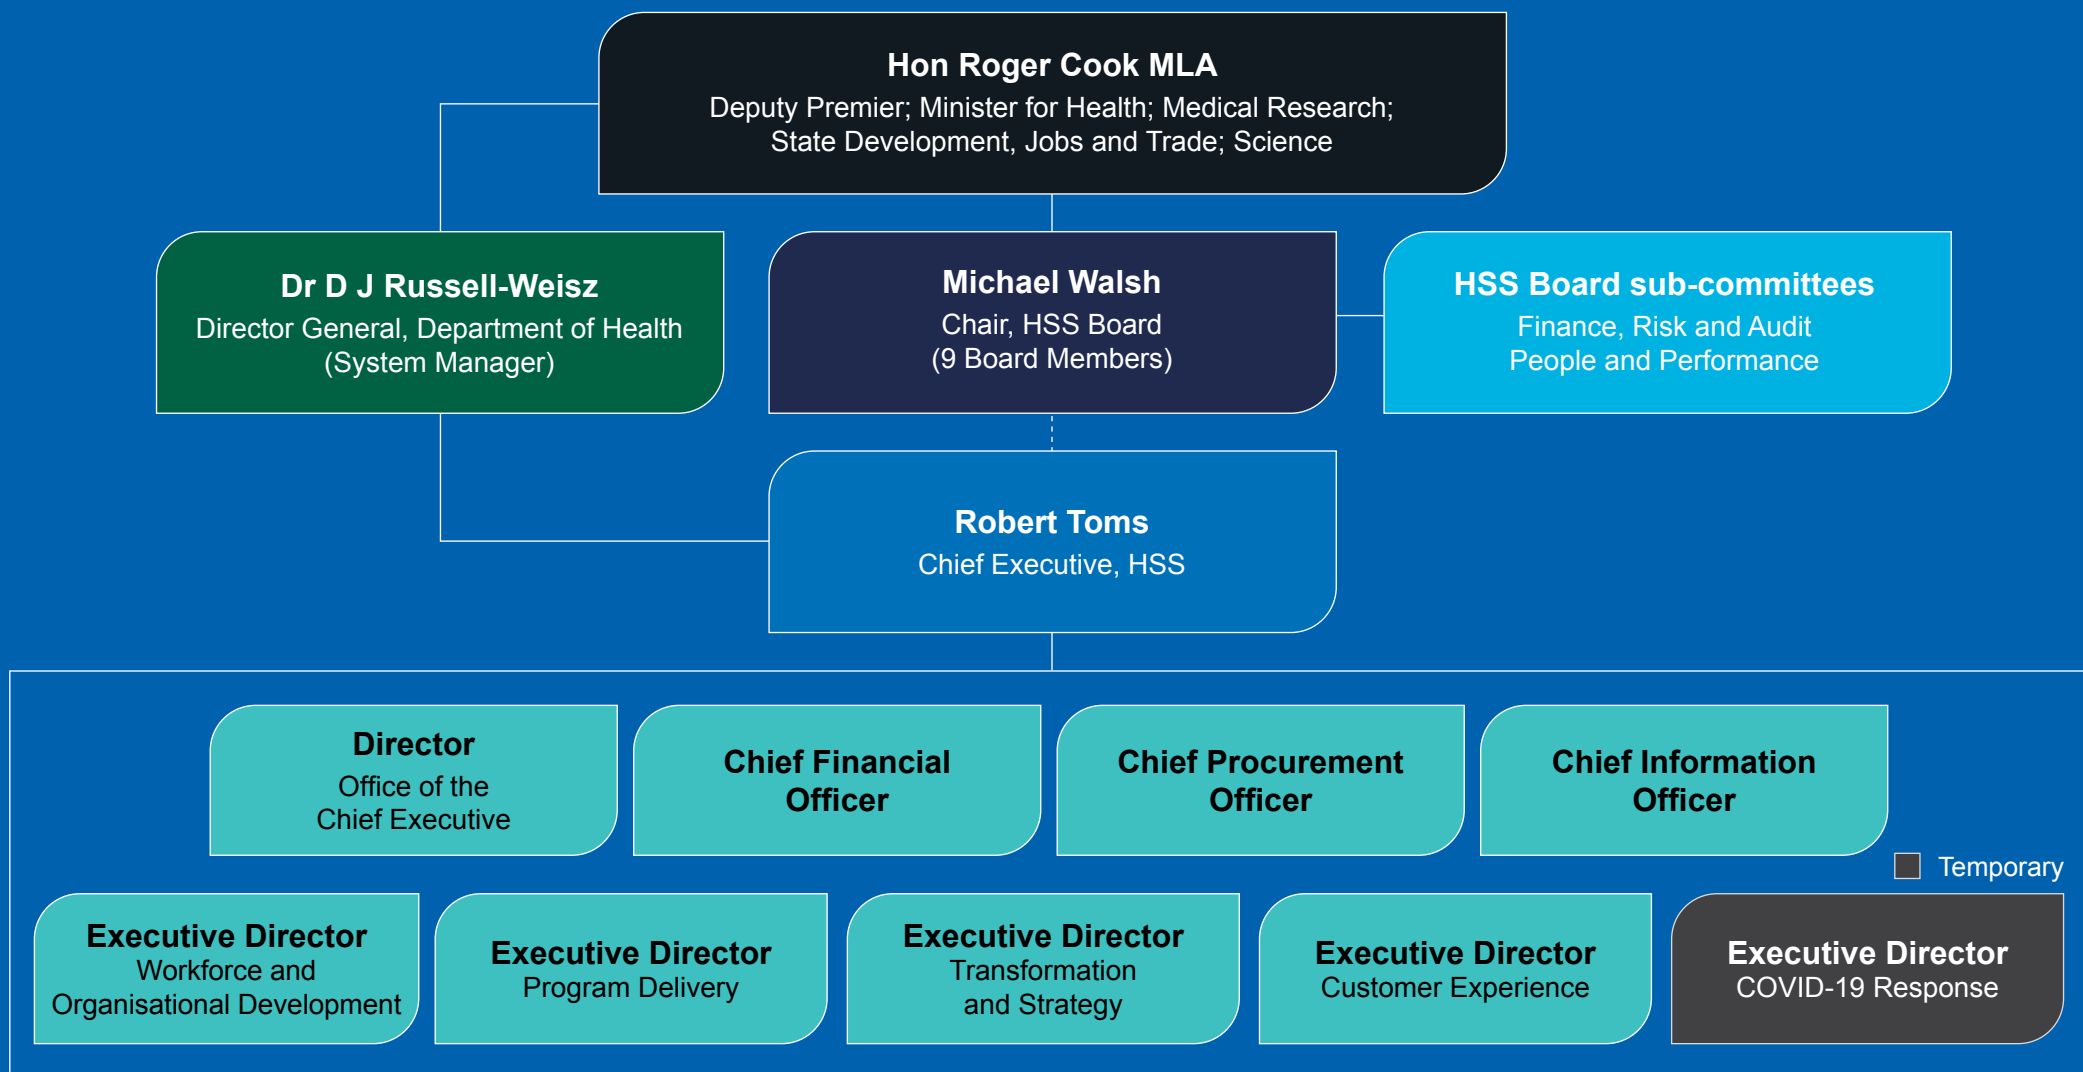 Hon Roger Cook MLA
Deputy Premier; Minister for Health; Medical Research;
State Development, Jobs and Trade; Science
Dr D J Russell-Weisz
Director General, Department of Health
(System Manager)
Michael Walsh
Chair, HSS Board
(9 Board Members)
HSS Board sub-committees
Finance, Risk and Audit
People and Performance
Robert Toms
Chief Executive, HSS
Director
Office of the
Chief Executive
Chief Financial
Officer
Chief Procurement
Officer
Chief Information
Officer
Temporary
Executive Director
Workforce and
Organisational Development
Executive Director
Program Delivery
Executive Director
Transformation
and Strategy
Executive Director
Customer Experience
Executive Director
COVID-19 Response